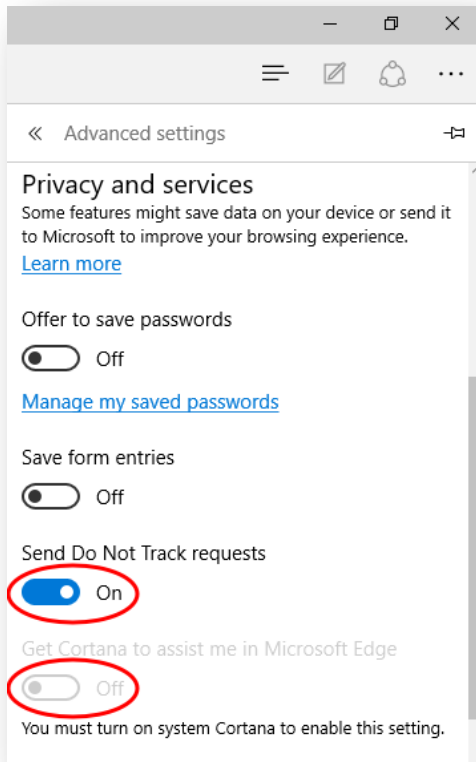 Advanced settings
Privacy and services
Some features might save data on your device or send it
to Microsoft to improve your browsing experience.
Learn more
Offer to save passwords
Off
Manage my saved passwords
Save form entries
Off
Send Do Not Track requests
On
Get Cortana to assist me in Microsoft Edge
Off
You must turn on system Cortana to enable this setting.